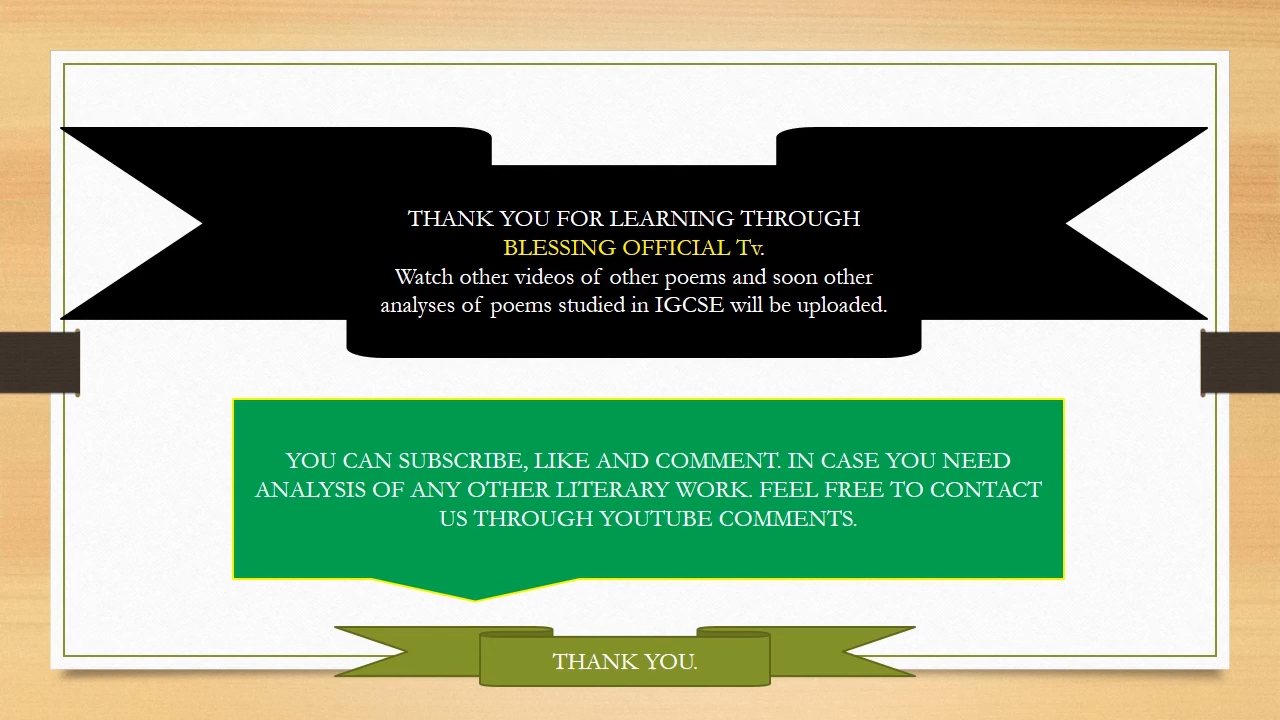 THANK YOU FOR LEARNING THROUGH
BLESSING OFFICIAL Tv.
Watch other videos of other poems and soon other
analyses of poems studied in IGCSE will be uploaded.
YOU CAN SUBSCRIBE, LIKE AND COMMENT. IN CASE YOU NEED
ANALYSIS OF ANY OTHER LITERARY WORK. FEEL FREE TO CONTACT
US THROUGH YOUTUBE COMMENTS.
THANK YOU.